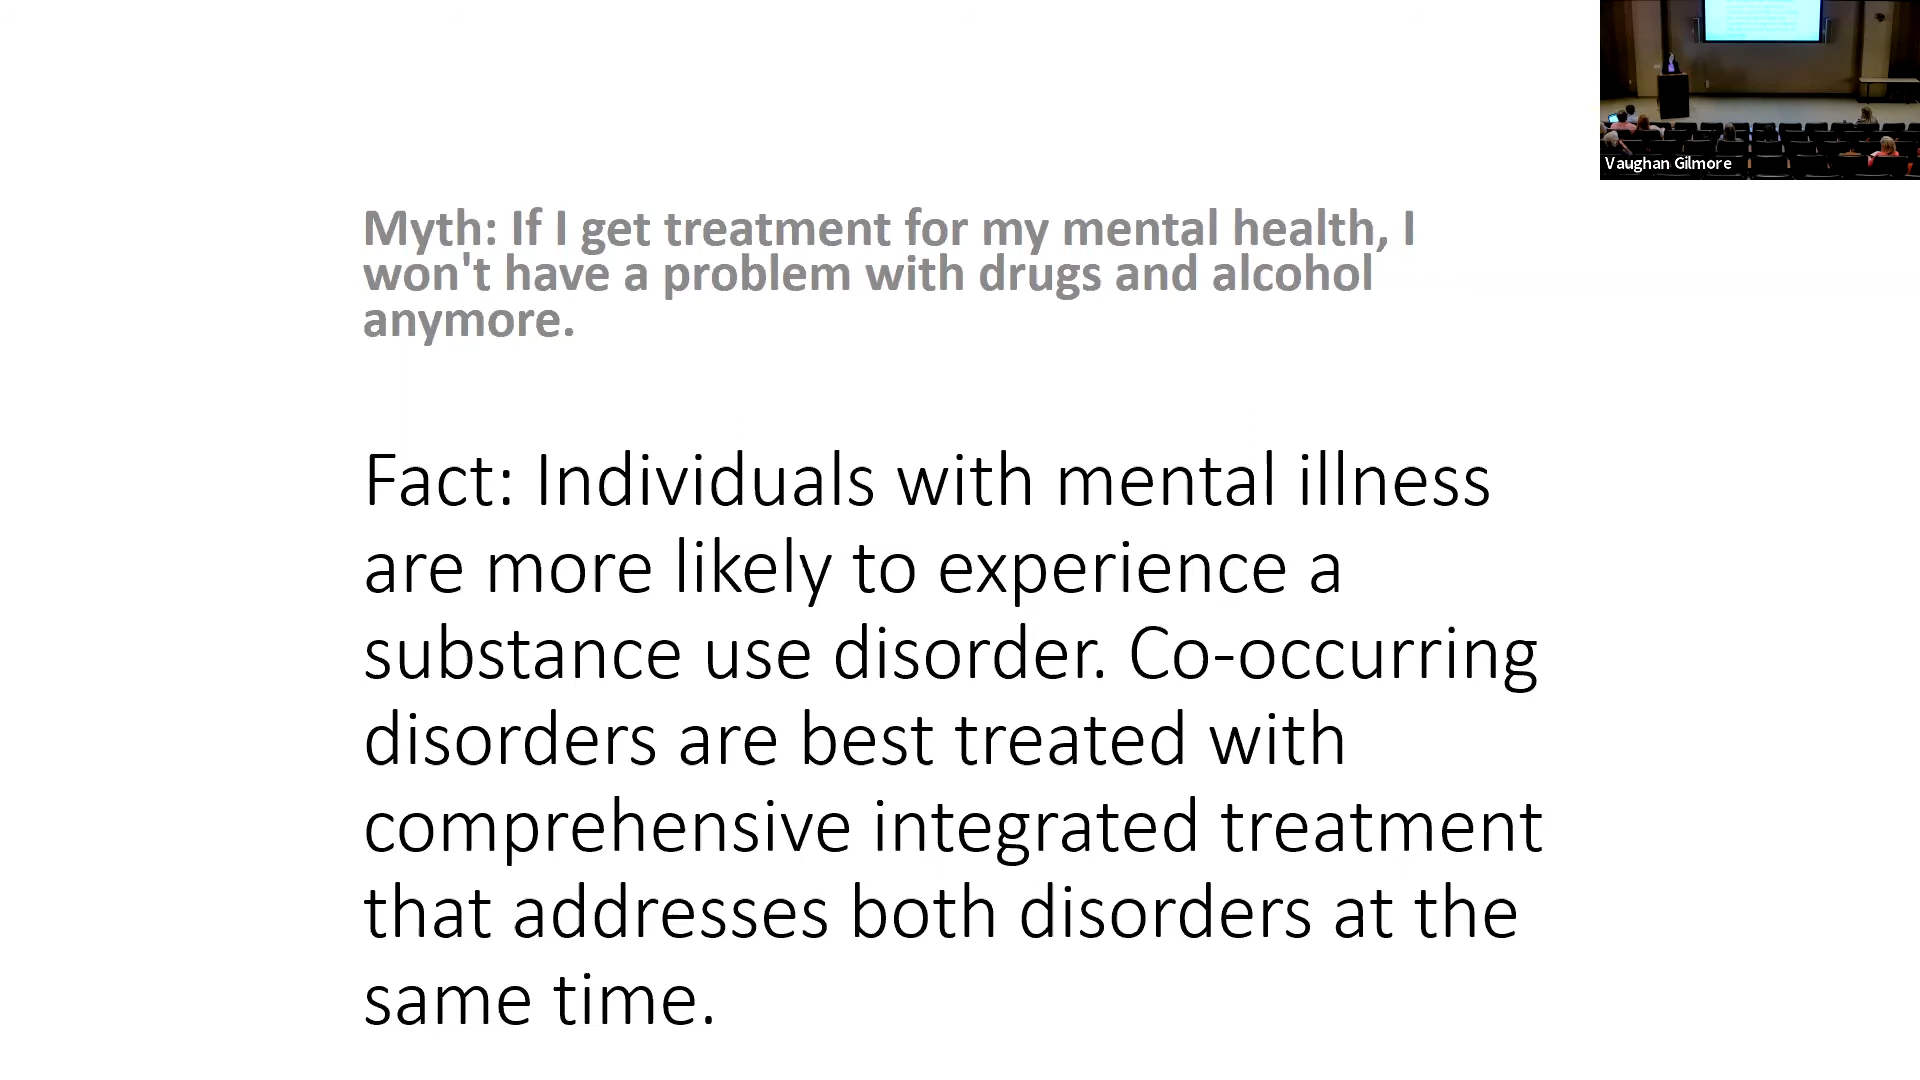 Myth: If I get treatment for my mental health, I
won't have a problem with drugs and alcohol
anymore.
Fact: Individuals with mental illness
are more likely to experience a
substance use disorder. Co-occurring
disorders are best treated with
comprehensive integrated treatment
that addresses both disorders at the
same time.
Vaughan Gilmore